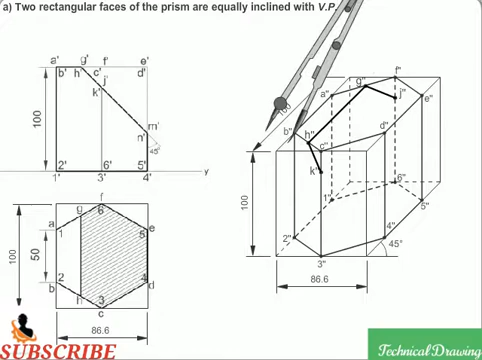 a) Two rectangular faces of the prism are equally inclined with V.P
a' g' f' e'
b' h' c' d'
j'
k'
100
m'
n'
45°
2' 6' 5'
1' 3' 4' y
f
g 6
a e
1 5
100
50
2 4
b d
h 3
c
86.6
f"
g"
a" j" e"
100
b" h" d"
c"
k"
100
6"
1" 5"
2" 4"
45°
3"
86.6
SUBSCRIBE
Technical Drawing